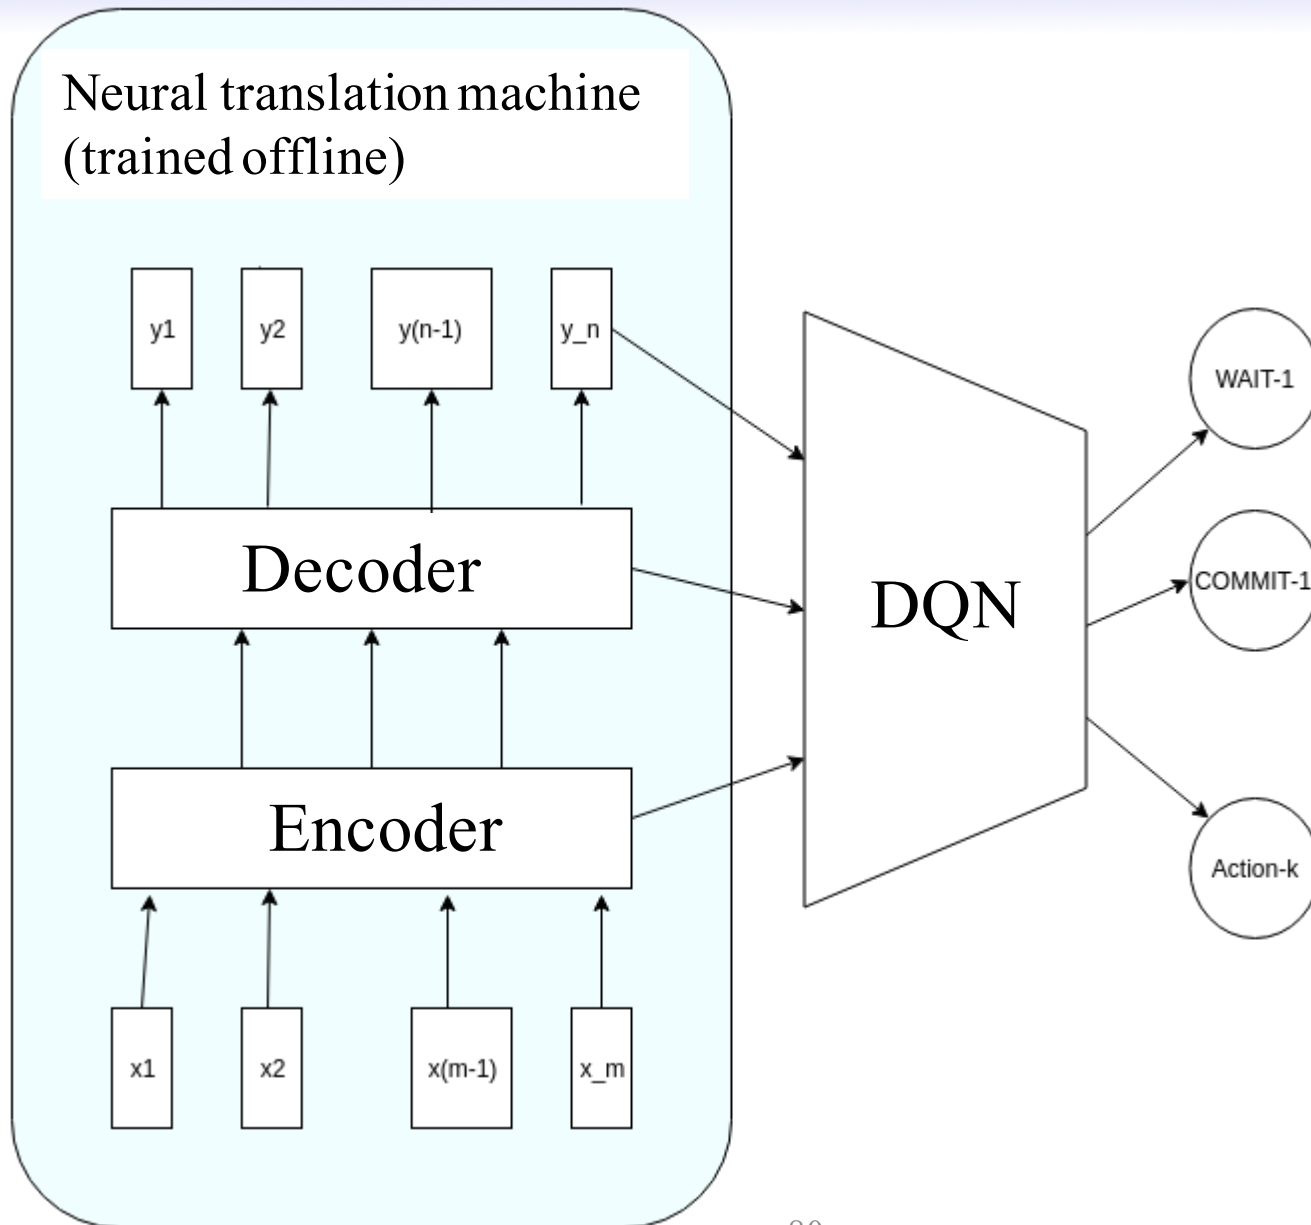 Neural translation machine
(trained offline)
y1
y2
y(n-1)
y_n
WAIT-1
Decoder
DQN
COMMIT-1
Encoder
Action-k
x1
x2
x(m-1)
x_m